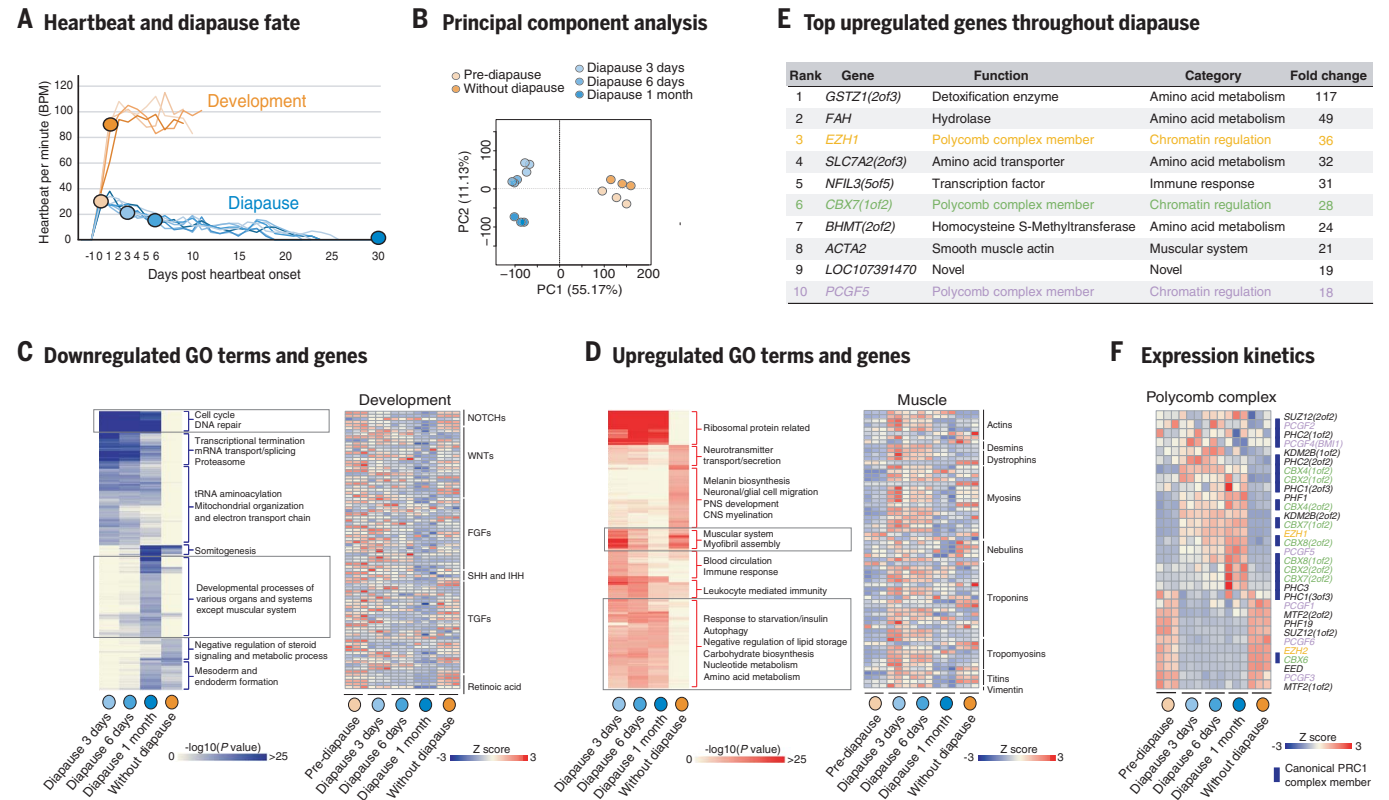 A Heartbeat and diapause fate
Heartbeat per minute (BPM)
120
100
80
60
40
20
0
Development
Diapause
-1 0 1 2 3 4 5 6 10 15 20 25 30
Days post heartbeat onset
B Principal component analysis
Pre-diapause
Without diapause
Diapause 3 days
Diapause 6 days
Diapause 1 month
PC2 (11.13%)
100
0
−100
−100 0 100 200
PC1 (55.17%)
E Top upregulated genes throughout diapause
Rank Gene Function Category Fold change
1 GSTZ1(2of3) Detoxification enzyme Amino acid metabolism 117
2 FAH Hydrolase Amino acid metabolism 49
3 EZH1 Polycomb complex member Chromatin regulation 36
4 SLC7A2(2of3) Amino acid transporter Amino acid metabolism 32
5 NFIL3(5of5) Transcription factor Immune response 31
6 CBX7(1of2) Polycomb complex member Chromatin regulation 28
7 BHMT(2of2) Homocysteine S-Methyltransferase Amino acid metabolism 24
8 ACTA2 Smooth muscle actin Muscular system 21
9 LOC107391470 Novel Novel 19
10 PCGF5 Polycomb complex member Chromatin regulation 18
C Downregulated GO terms and genes
Cell cycle
DNA repair
Transcriptional termination
mRNA transport/splicing
Proteasome
tRNA aminoacylation
Mitochondrial organization
and electron transport chain
Somitogenesis
Developmental processes of
various organs and systems
except muscular system
Negative regulation of steroid
signaling and metabolic process
Mesoderm and
endoderm formation
Diapause 3 days
Diapause 6 days
Diapause 1 month
Without diapause
-log10(P value)
0 >25
Development
NOTCHs
WNTs
FGFs
SHH and IHH
TGFs
Retinoic acid
Pre-diapause
Diapause 3 days
Diapause 6 days
Diapause 1 month
Without diapause
Z score
-3 3
D Upregulated GO terms and genes
Ribosomal protein related
Neurotransmitter
transport/secretion
Melanin biosynthesis
Neuronal/glial cell migration
PNS development
CNS myelination
Muscular system
Myofibril assembly
Blood circulation
Immune response
Leukocyte mediated immunity
Response to starvation/insulin
Autophagy
Negative regulation of lipid storage
Carbohydrate biosynthesis
Nucleotide metabolism
Amino acid metabolism
Diapause 3 days
Diapause 6 days
Diapause 1 month
Without diapause
-log10(P value)
0 >25
Muscle
Actins
Desmins
Dystrophins
Myosins
Nebulins
Troponins
Tropomyosins
Titins
Vimentin
Pre-diapause
Diapause 3 days
Diapause 6 days
Diapause 1 month
Without diapause
Z score
-3 3
F Expression kinetics
Polycomb complex
SUZ12(2of2)
PCGF2
PHC2(1of2)
PCGF4(BMI1)
KDM2B(1of2)
PHC2(2of2)
CBX4(1of2)
CBX2(1of2)
PHC1(2of3)
PHF1
CBX4(2of2)
KDM2B(2of2)
CBX7(1of2)
EZH1
CBX8(2of2)
PCGF5
CBX8(1of2)
CBX2(2of2)
CBX7(2of2)
PHC3
PHC1(3of3)
PCGF1
MTF2(2of2)
PHF19
SUZ12(1of2)
PCGF6
EZH2
CBX6
EED
PCGF3
MTF2(1of2)
Pre-diapause
Diapause 3 days
Diapause 6 days
Diapause 1 month
Without diapause
Z score
-3 3
Canonical PRC1
complex member